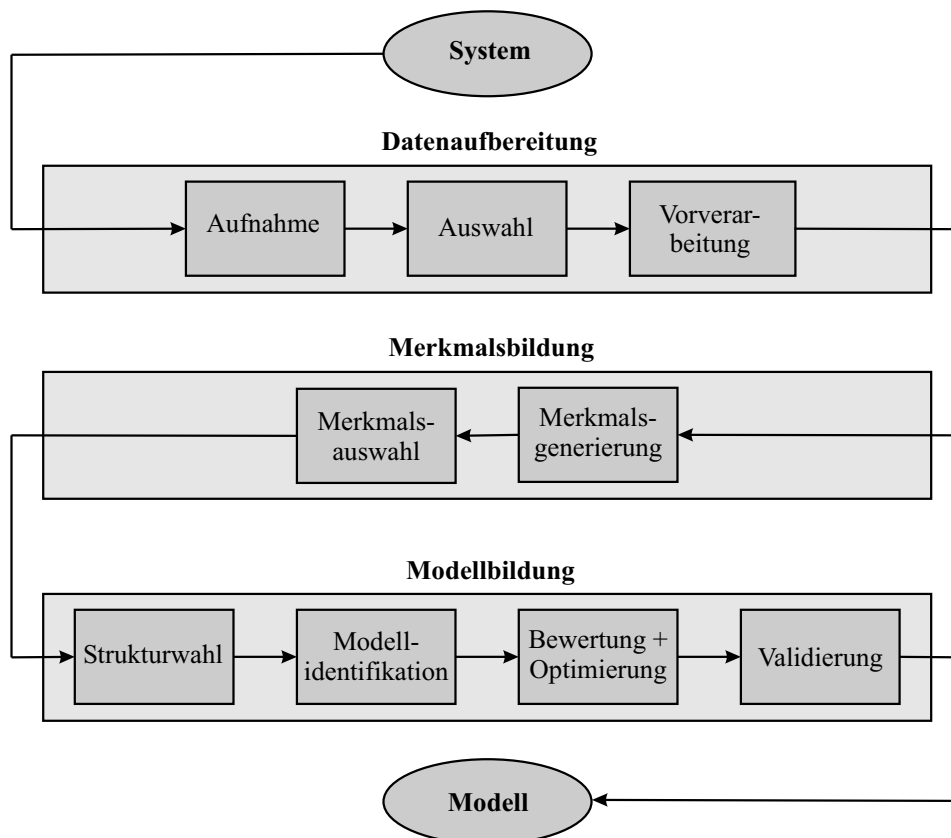 System
Datenaufbereitung
Aufnahme
Auswahl
Vorverar-
beitung
Merkmalsbildung
Merkmals-
auswahl
Merkmals-
generierung
Modellbildung
Strukturwahl
Modell-
identifikation
Bewertung +
Optimierung
Validierung
Modell